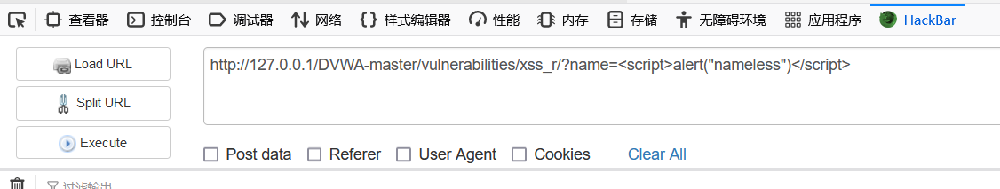 查看器 控制台 调试器 网络 样式编辑器 性能 内存 存储 无障碍环境 应用程序 HackBar
Load URL
http://127.0.0.1/DVWA-master/vulnerabilities/xss_r/?name=<script>alert("nameless")</script>
Split URL
Execute
Post data Referer User Agent Cookies Clear All
过滤输出